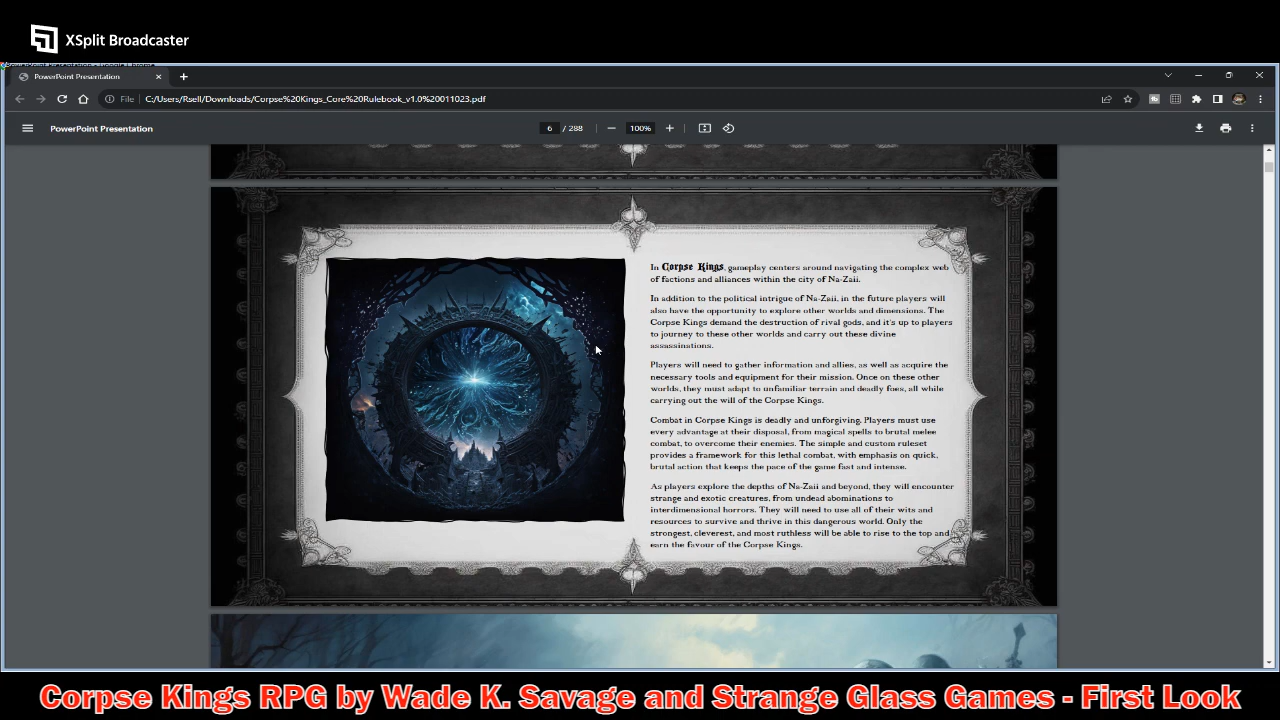 XSplit Broadcaster
PowerPoint Presentation - Google Chrome
PowerPoint Presentation
File C:/Users/Rsell/Downloads/Corpse%20Kings_Core%20Rulebook_v1.0%20011023.pdf
PowerPoint Presentation
6 / 288
100%
In Corpse Kings, gameplay centers around navigating the complex web
of factions and alliances within the city of Na-Zaii.
In addition to the political intrigue of Na-Zaii, in the future players will
also have the opportunity to explore other worlds and dimensions. The
Corpse Kings demand the destruction of rival gods, and it's up to players
to journey to these other worlds and carry out these divine
assassinations.
Players will need to gather information and allies, as well as acquire the
necessary tools and equipment for their mission. Once on these other
worlds, they must adapt to unfamiliar terrain and deadly foes, all while
carrying out the will of the Corpse Kings.
Combat in Corpse Kings is deadly and unforgiving. Players must use
every advantage at their disposal, from magical spells to brutal melee
combat, to overcome their enemies. The simple and custom ruleset
provides a framework for this lethal combat, with emphasis on quick,
brutal action that keeps the pace of the game fast and intense.
As players explore the depths of Na-Zaii and beyond, they will encounter
strange and exotic creatures, from undead abominations to
interdimensional horrors. They will need to use all of their wits and
resources to survive and thrive in this dangerous world. Only the
strongest, cleverest, and most ruthless will be able to rise to the top and
earn the favour of the Corpse Kings.
Corpse Kings RPG by Wade K. Savage and Strange Glass Games - First Look